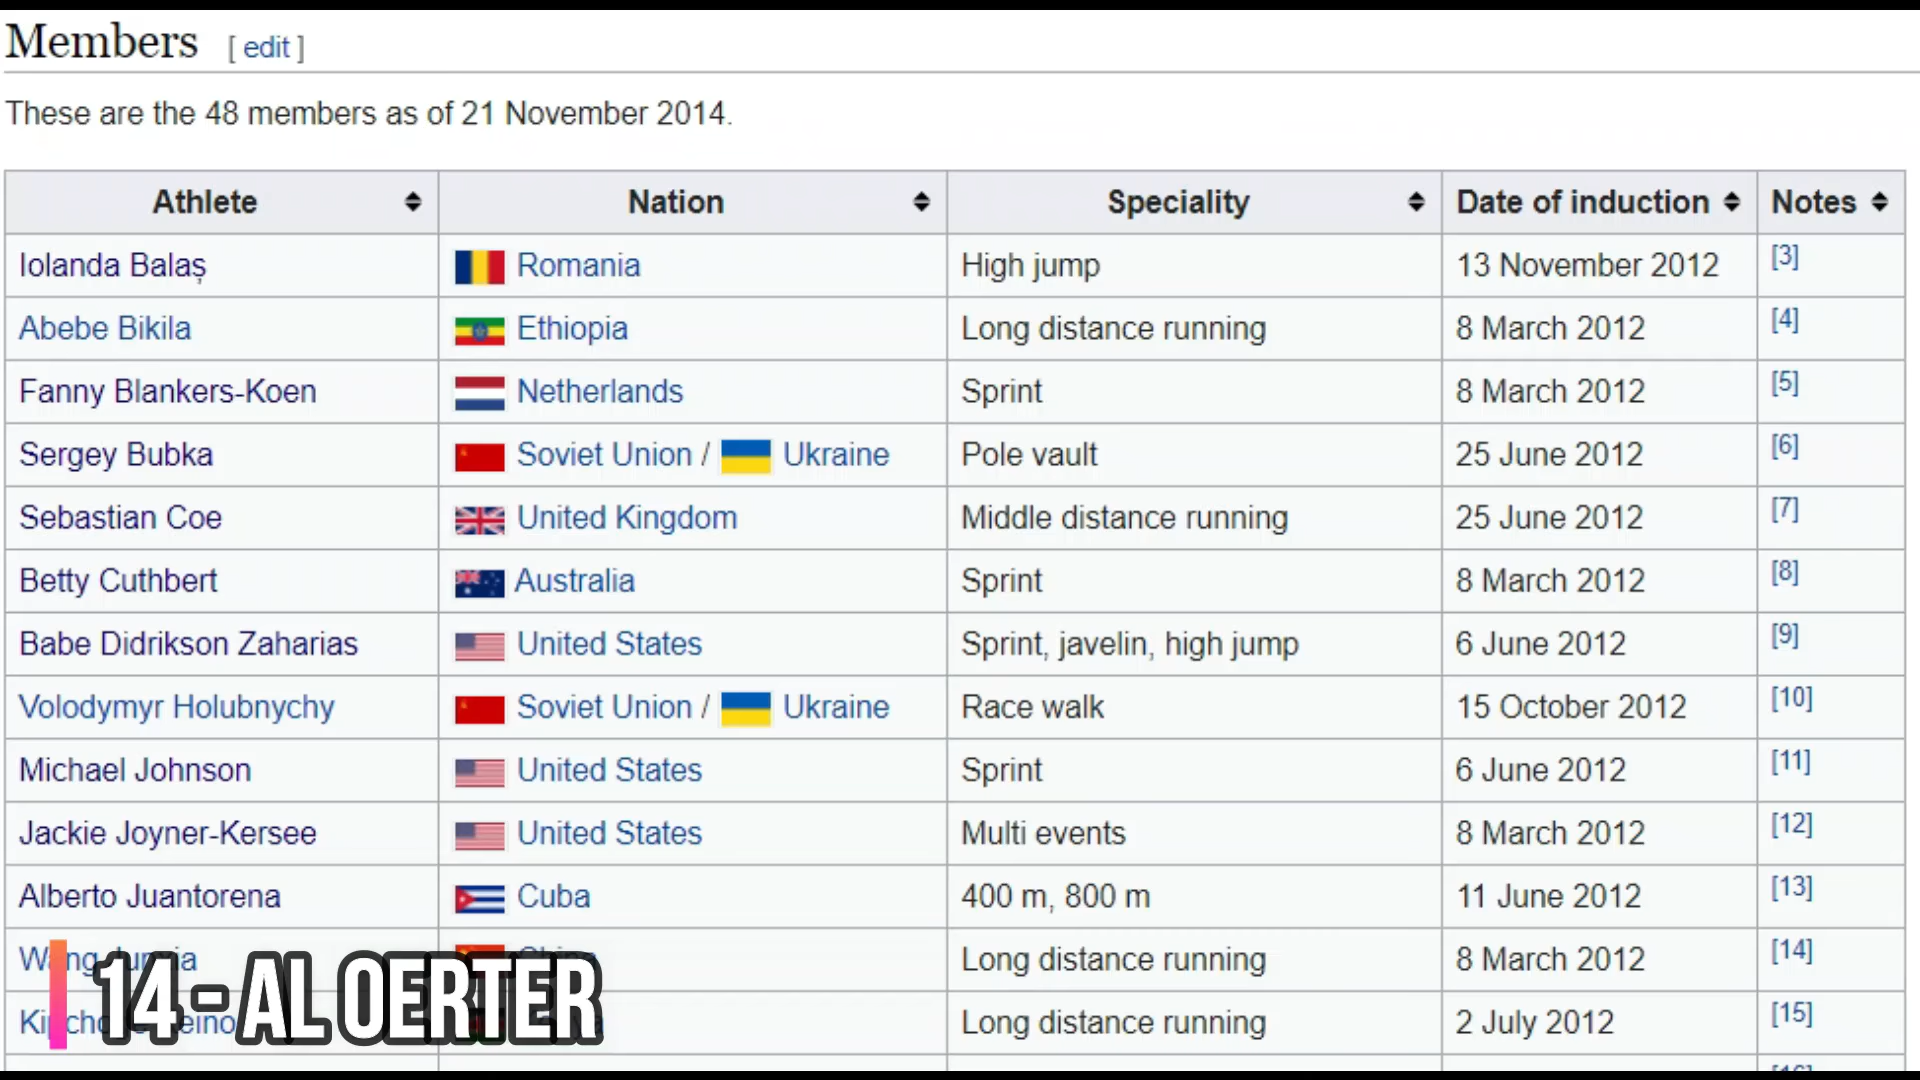 Members [ edit ]
These are the 48 members as of 21 November 2014.
Athlete Nation Speciality Date of induction Notes
Iolanda Balaș Romania High jump 13 November 2012 [3]
Abebe Bikila Ethiopia Long distance running 8 March 2012 [4]
Fanny Blankers-Koen Netherlands Sprint 8 March 2012 [5]
Sergey Bubka Soviet Union / Ukraine Pole vault 25 June 2012 [6]
Sebastian Coe United Kingdom Middle distance running 25 June 2012 [7]
Betty Cuthbert Australia Sprint 8 March 2012 [8]
Babe Didrikson Zaharias United States Sprint, javelin, high jump 6 June 2012 [9]
Volodymyr Holubnychy Soviet Union / Ukraine Race walk 15 October 2012 [10]
Michael Johnson United States Sprint 6 June 2012 [11]
Jackie Joyner-Kersee United States Multi events 8 March 2012 [12]
Alberto Juantorena Cuba 400 m, 800 m 11 June 2012 [13]
Long distance running 8 March 2012 [14]
14 - AL OERTER
Long distance running 2 July 2012 [15]